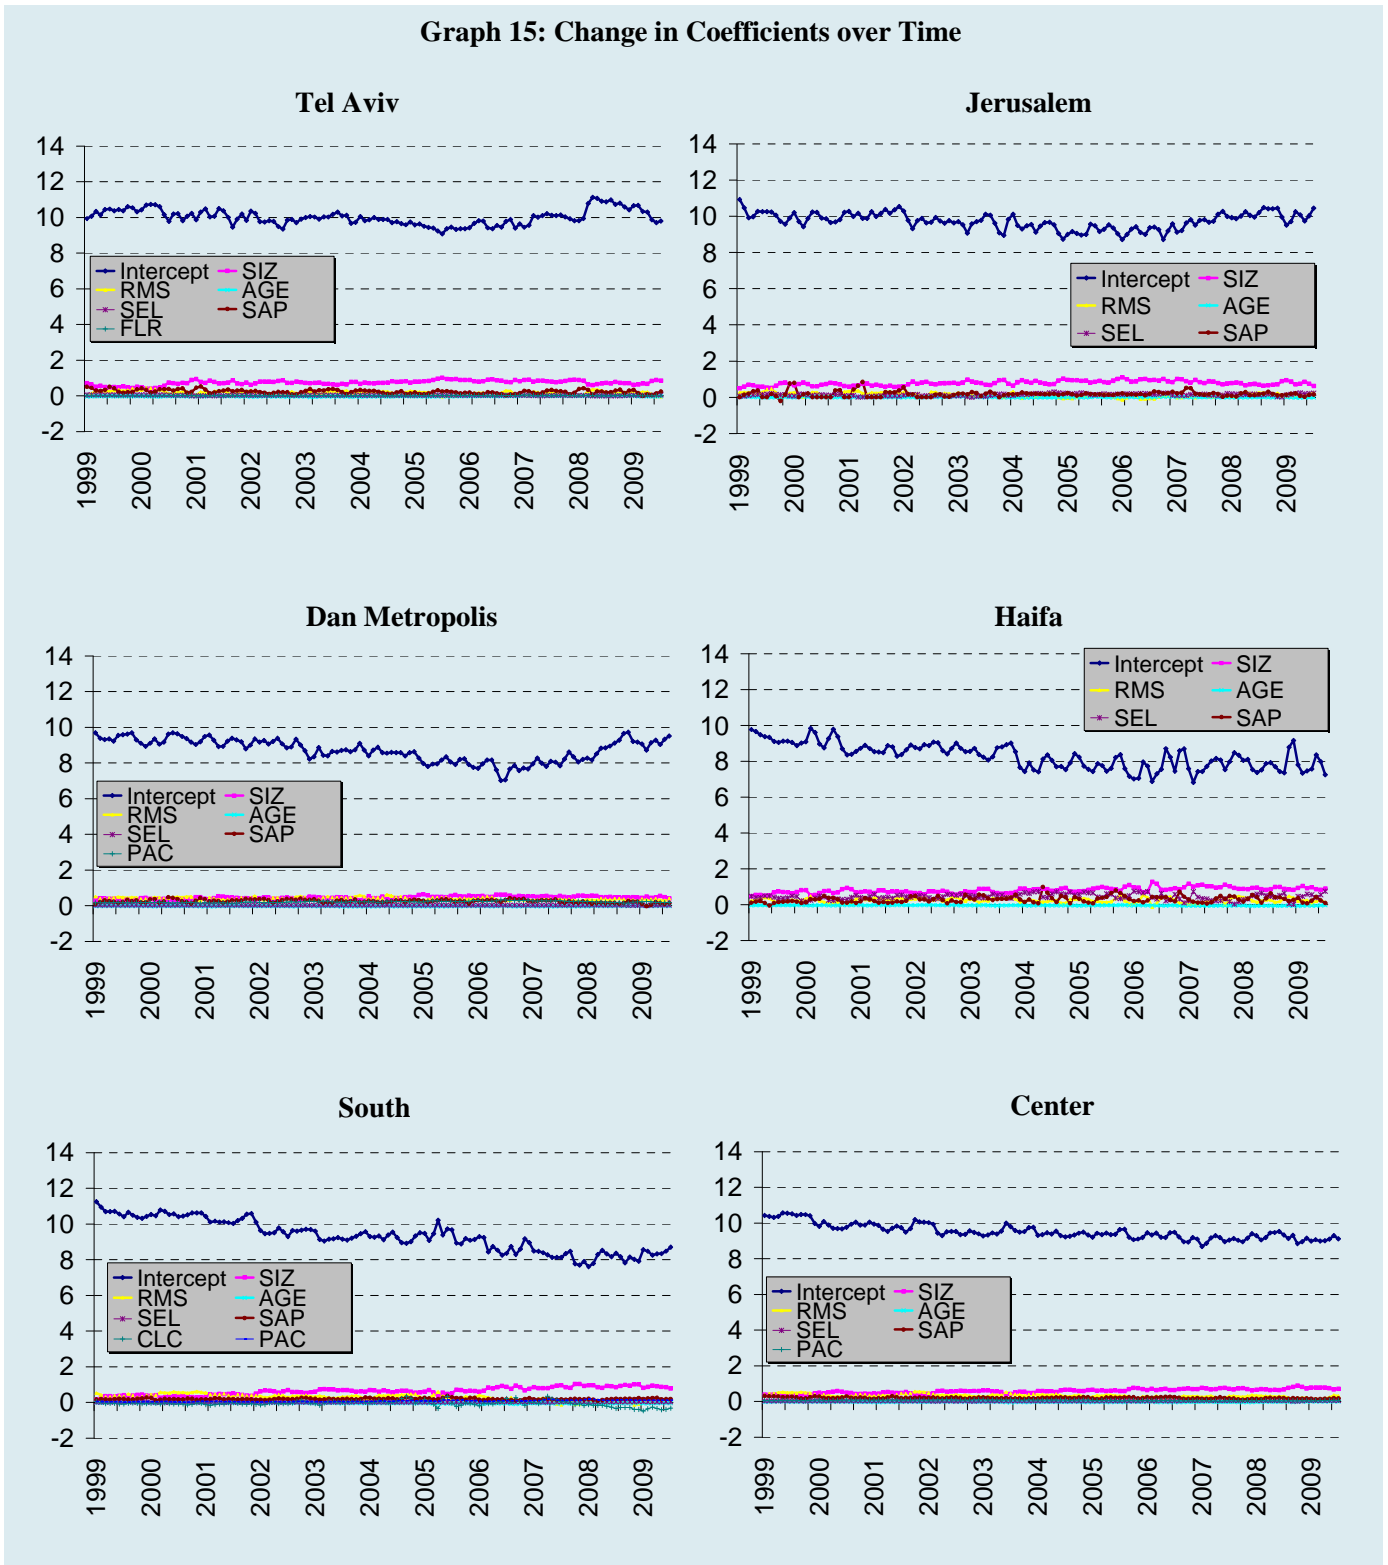 Graph 15: Change in Coefficients over Time
Tel Aviv
14
12
10
8
6
4
2
0
-2
Intercept SIZ
RMS AGE
SEL SAP
FLR
1999 2000 2001 2002 2003 2004 2005 2006 2007 2008 2009
Jerusalem
14
12
10
8
6
4
2
0
-2
Intercept SIZ
RMS AGE
SEL SAP
1999 2000 2001 2002 2003 2004 2005 2006 2007 2008 2009
Dan Metropolis
14
12
10
8
6
4
2
0
-2
Intercept SIZ
RMS AGE
SEL SAP
PAC
1999 2000 2001 2002 2003 2004 2005 2006 2007 2008 2009
Haifa
14
12
10
8
6
4
2
0
-2
Intercept SIZ
RMS AGE
SEL SAP
1999 2000 2001 2002 2003 2004 2005 2006 2007 2008 2009
South
14
12
10
8
6
4
2
0
-2
Intercept SIZ
RMS AGE
SEL SAP
CLC PAC
1999 2000 2001 2002 2003 2004 2005 2006 2007 2008 2009
Center
14
12
10
8
6
4
2
0
-2
Intercept SIZ
RMS AGE
SEL SAP
PAC
1999 2000 2001 2002 2003 2004 2005 2006 2007 2008 2009